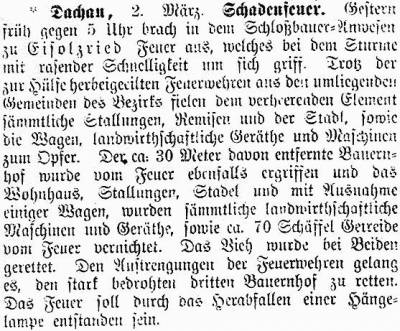 * Dachau, 2. März. Schadenfeuer. Gestern
früh gegen 5 Uhr brach in dem Schloßbauer-Anwesen
zu Eisolzried Feuer aus, welches bei dem Sturme
mit rasender Schnelligkeit um sich griff. Trotz der
zur Hülfe herbeigeeilten Feuerwehren aus den umliegenden
Gemeinden des Bezirks fielen dem verheerenden Element
sämmtliche Stallungen, Remisen und der Stadl, sowie
die Wagen, landwirthschaftliche Geräthe und Maschinen
zum Opfer. Der ca. 30 Meter davon entfernte Bauern-
hof wurde vom Feuer ebenfalls ergriffen und das
Wohnhaus, Stallungen, Stadel und mit Ausnahme
einiger Wagen, wurden sämmtliche landwirthschaftliche
Maschinen und Geräthe, sowie ca. 70 Schäffel Getreide
vom Feuer vernichtet. Das Vieh wurde bei Beiden
gerettet. Den Anstrengungen der Feuerwehren gelang
es, den stark bedrohten dritten Bauernhof zu retten.
Das Feuer soll durch das Herabfallen einer Hänge-
lampe entstanden sein.